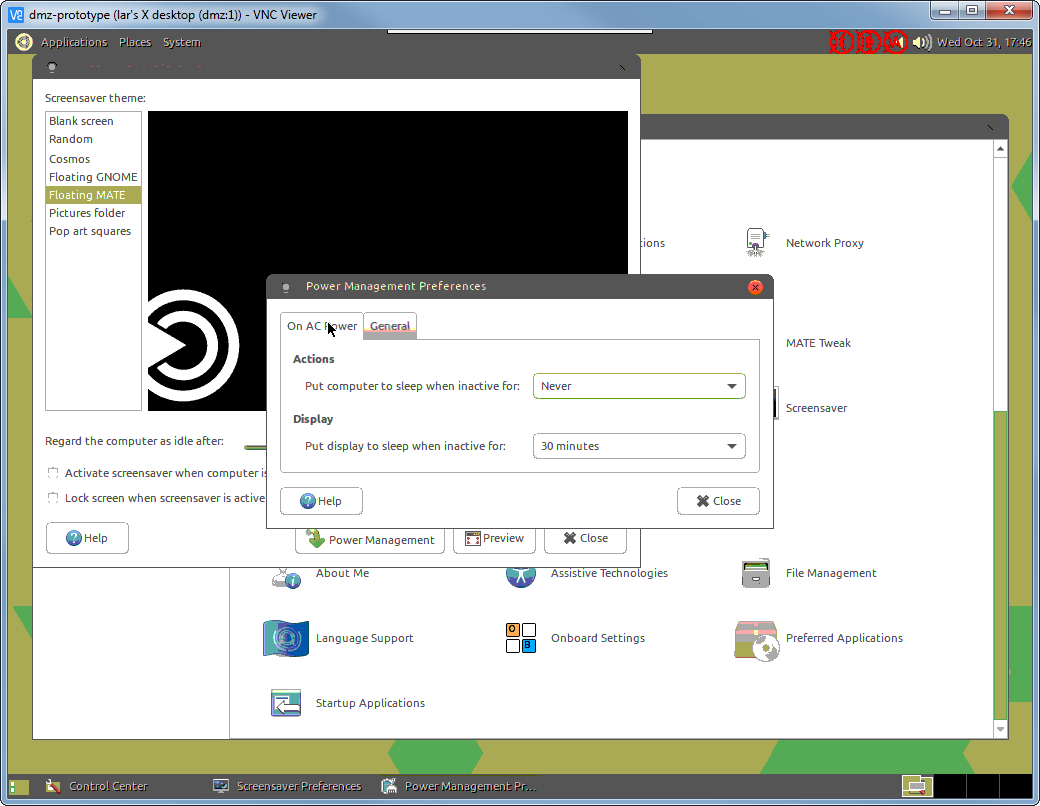 dmz-prototype (lar's X desktop (dmz:1)) - VNC Viewer
Applications Places System
Wed Oct 31, 17:46
Screensaver theme:
Blank screen
Random
Cosmos
Floating GNOME
Floating MATE
Pictures folder
Pop art squares
Regard the computer as idle after:
Activate screensaver when computer is
Lock screen when screensaver is active
Help
Power Management
Preview
Close
Power Management Preferences
On AC Power
General
Actions
Put computer to sleep when inactive for:
Never
Display
Put display to sleep when inactive for:
30 minutes
Help
Close
Network Proxy
MATE Tweak
Screensaver
About Me
Assistive Technologies
File Management
Language Support
Onboard Settings
Preferred Applications
Startup Applications
Control Center
Screensaver Preferences
Power Management Pr...